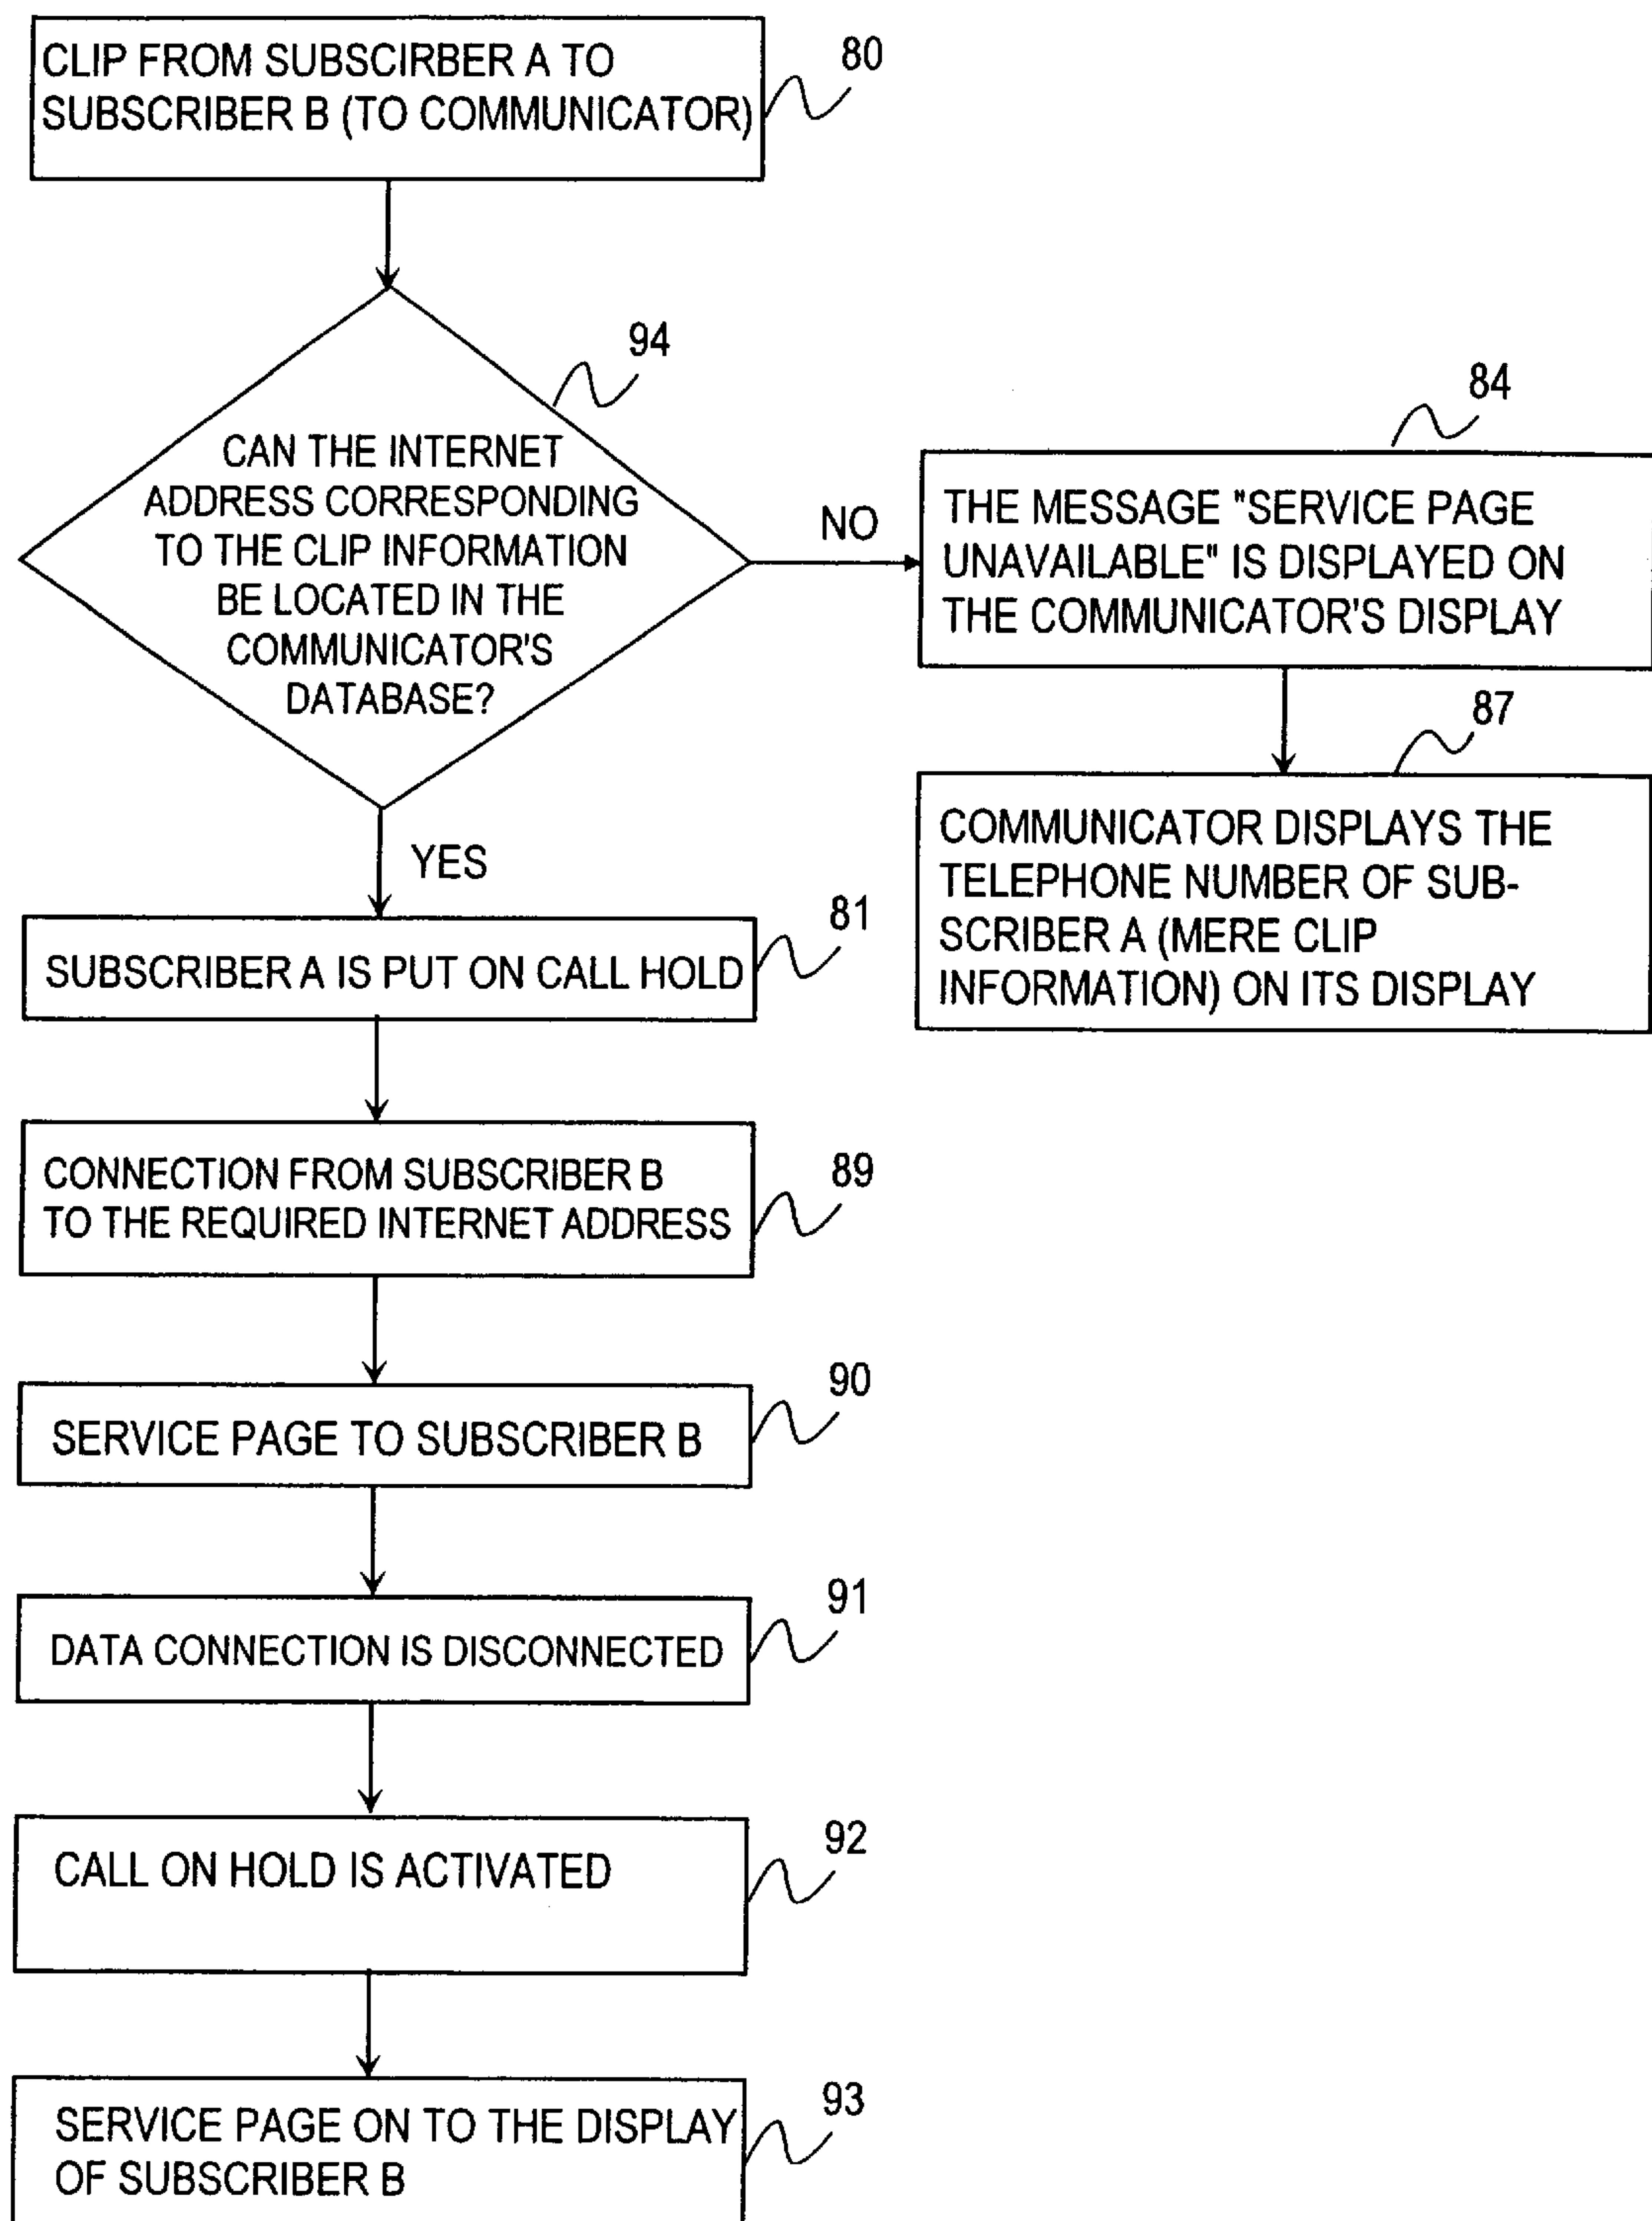 CLIP FROM SUBSCIRBER A TO
SUBSCRIBER B (TO COMMUNICATOR)
80
94
CAN THE INTERNET
ADDRESS CORRESPONDING
TO THE CLIP INFORMATION
BE LOCATED IN THE
COMMUNICATOR'S
DATABASE?
NO
84
THE MESSAGE "SERVICE PAGE
UNAVAILABLE" IS DISPLAYED ON
THE COMMUNICATOR'S DISPLAY
87
COMMUNICATOR DISPLAYS THE
TELEPHONE NUMBER OF SUB-
SCRIBER A (MERE CLIP
INFORMATION) ON ITS DISPLAY
YES
81
SUBSCRIBER A IS PUT ON CALL HOLD
CONNECTION FROM SUBSCRIBER B
TO THE REQUIRED INTERNET ADDRESS
89
90
SERVICE PAGE TO SUBSCRIBER B
91
DATA CONNECTION IS DISCONNECTED
92
CALL ON HOLD IS ACTIVATED
93
SERVICE PAGE ON TO THE DISPLAY
OF SUBSCRIBER B